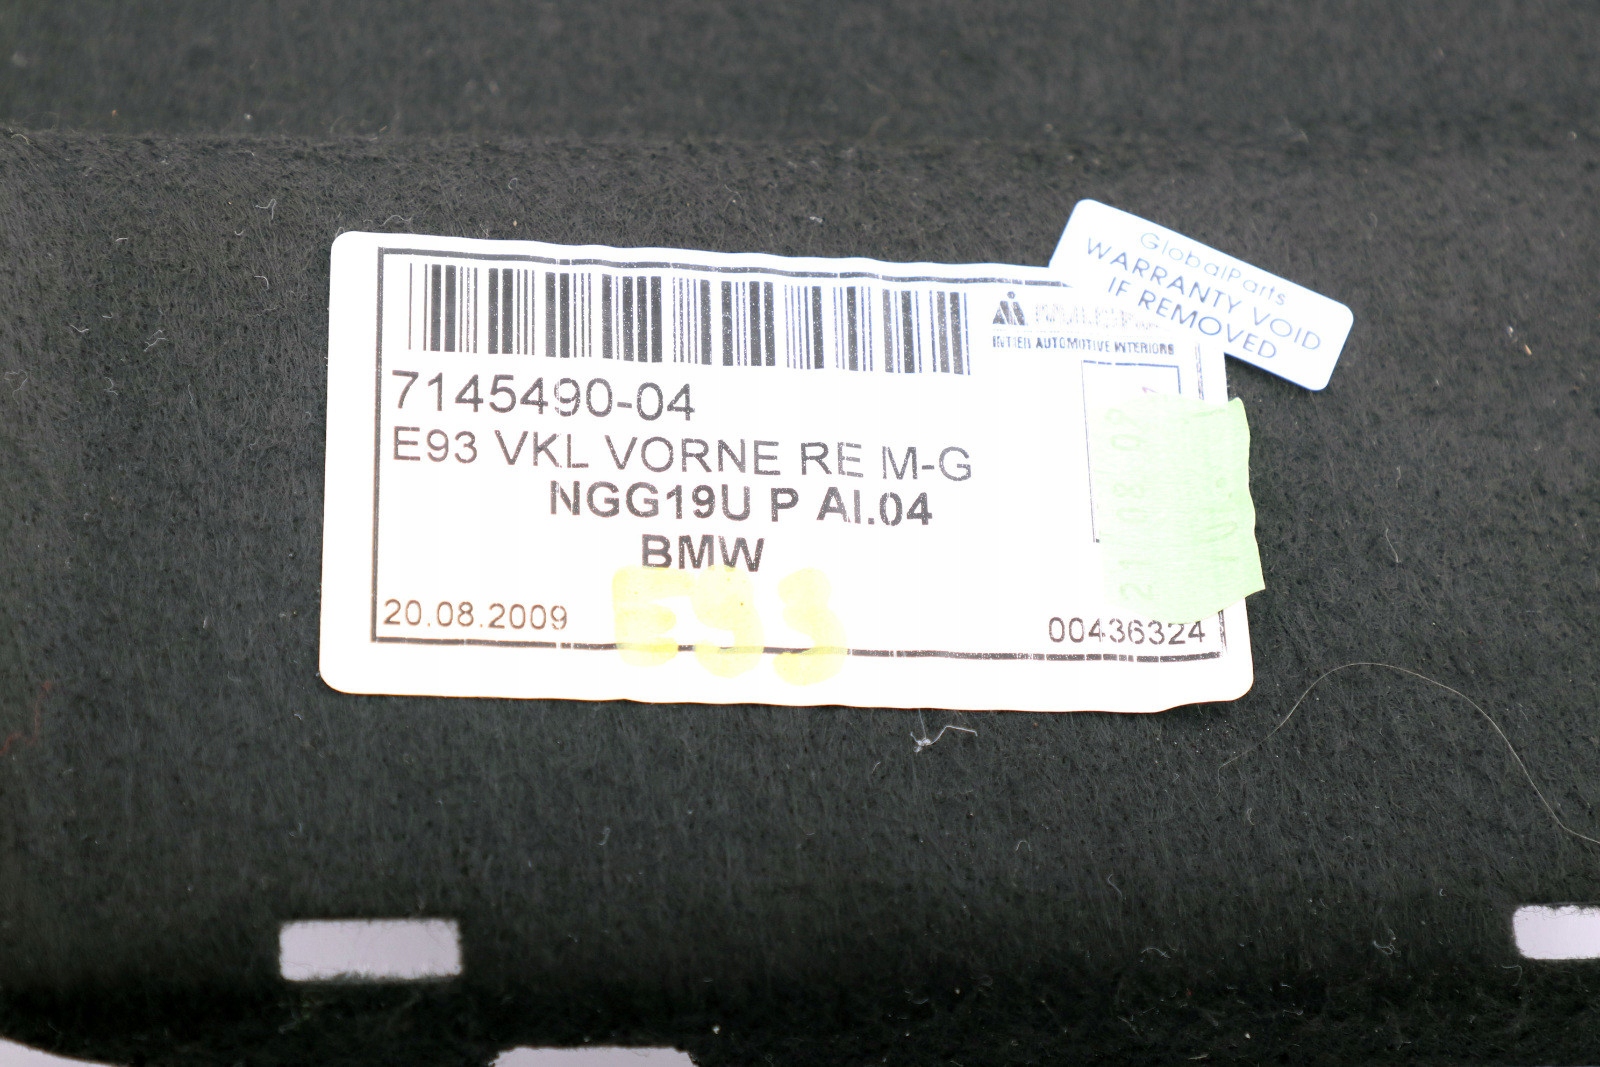 GlobalParts
WARRANTY VOID
IF REMOVED
INTIER AUTOMOTIVE INTERIORS
7145490-04
E93 VKL VORNE RE M-G
NGG19U P AI.04
BMW
E93
20.08.2009
00436324